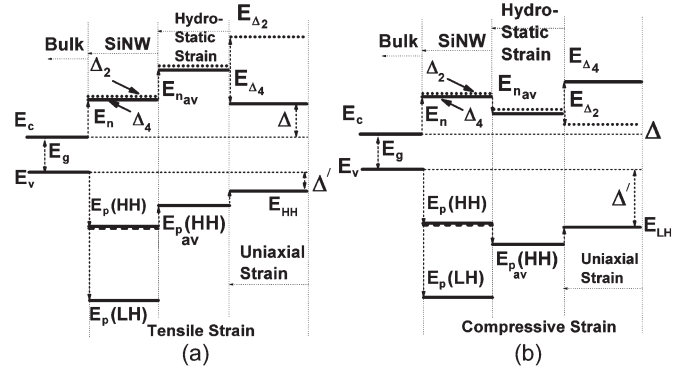 Bulk
SiNW
Hydro-
Static
Strain
E_Δ2
Δ2
E_nav
E_Δ4
E_n
Δ4
Δ
E_c
E_g
E_v
Δ′
E_p(HH)
E_p(HH)
av
E_HH
Uniaxial
Strain
E_p(LH)
Tensile Strain
(a)
Hydro-
Static
Strain
Bulk
SiNW
Δ2
E_nav
E_Δ4
E_n
Δ4
E_Δ2
E_c
Δ
E_g
E_v
Δ′
E_p(HH)
E_LH
E_p(HH)
av
Uniaxial
Strain
E_p(LH)
Compressive Strain
(b)